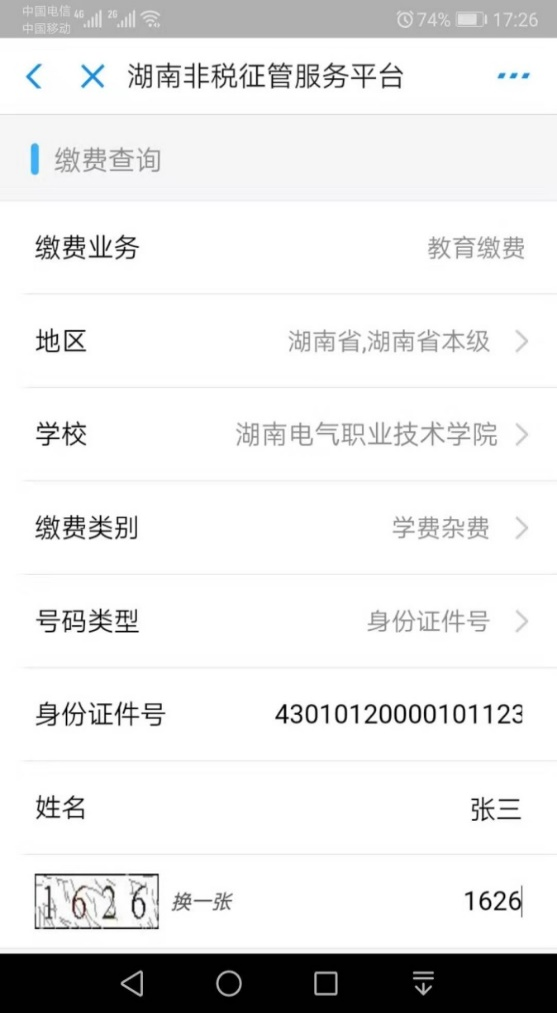 中国电信 4G 2G
中国移动
74% 17:26
湖南非税征管服务平台
缴费查询
缴费业务 教育缴费
地区 湖南省,湖南省本级
学校 湖南电气职业技术学院
缴费类别 学费杂费
号码类型 身份证件号
身份证件号 43010120000101123
姓名 张三
1626 换一张 1626